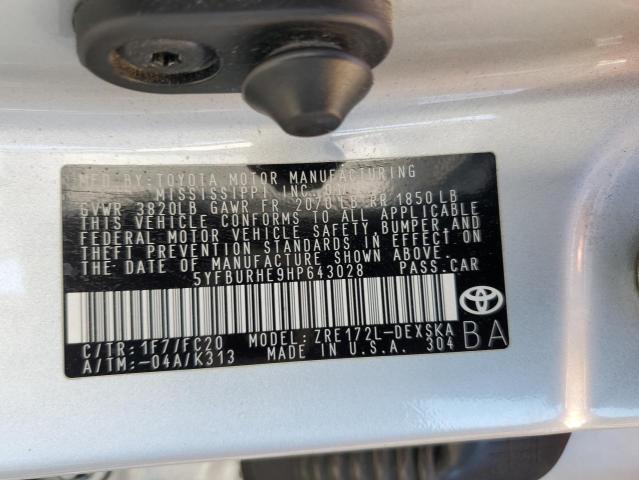 MFD.BY:TOYOTA MOTOR MANUFACTURING
MISSISSIPPI INC.
GVWR 3820LB GAWR FR 2070LB RR 1850LB
THIS VEHICLE CONFORMS TO ALL APPLICABLE
FEDERAL MOTOR VEHICLE SAFETY, BUMPER, AND
THEFT PREVENTION STANDARDS IN EFFECT ON
THE DATE OF MANUFACTURE SHOWN ABOVE.
5YFBURHE9HP643028 PASS.CAR
C/TR:1F7/FC20 MODEL: ZRE172L-DEXSKA
A/TM:-04A/K313 MADE IN U.S.A. 304 BA